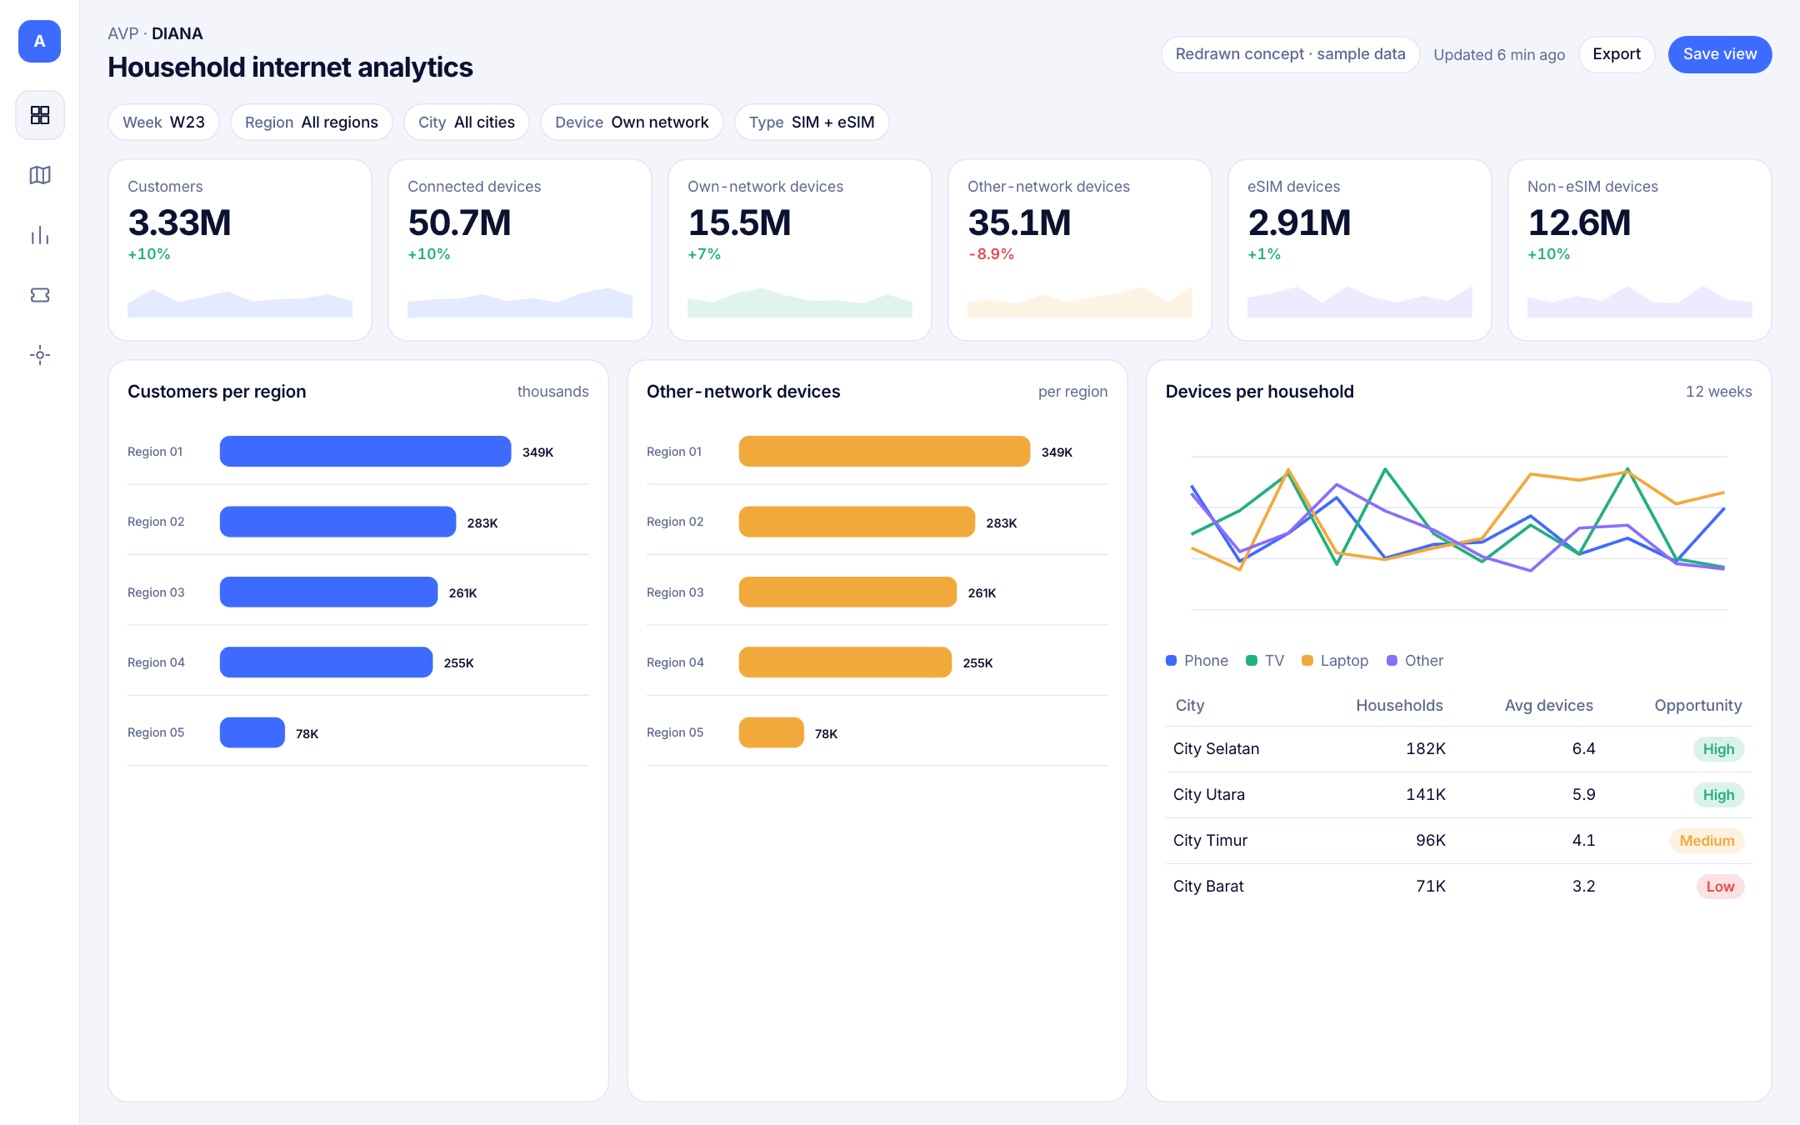 A
AVP · DIANA
Household internet analytics
Redrawn concept · sample data
Updated 6 min ago
Export
Save view
Week W23
Region All regions
City All cities
Device Own network
Type SIM + eSIM
Customers
3.33M
+10%
Connected devices
50.7M
+10%
Own-network devices
15.5M
+7%
Other-network devices
35.1M
-8.9%
eSIM devices
2.91M
+1%
Non-eSIM devices
12.6M
+10%
Customers per region thousands
Region 01 349K
Region 02 283K
Region 03 261K
Region 04 255K
Region 05 78K
Other-network devices per region
Region 01 349K
Region 02 283K
Region 03 261K
Region 04 255K
Region 05 78K
Devices per household 12 weeks
Phone TV Laptop Other
City Households Avg devices Opportunity
City Selatan 182K 6.4 High
City Utara 141K 5.9 High
City Timur 96K 4.1 Medium
City Barat 71K 3.2 Low